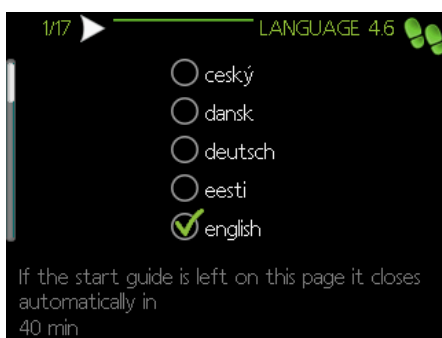 1/17 LANGUAGE 4.6
ceský
dansk
deutsch
eesti
english
If the start guide is left on this page it closes
automatically in
40 min